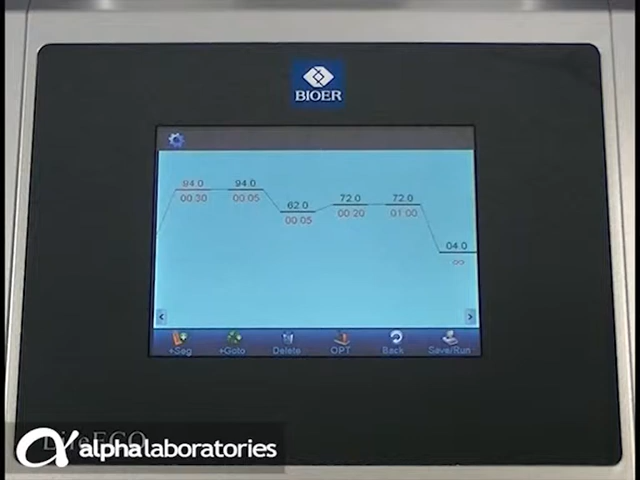 BIOER
94.0 94.0 62.0 72.0 72.0 04.0
00:30 00:05 00:05 00:20 01:00 ∞
< >
+Seg +Goto Delete OPT Back Save/Run
LifeECO
alphalaboratories